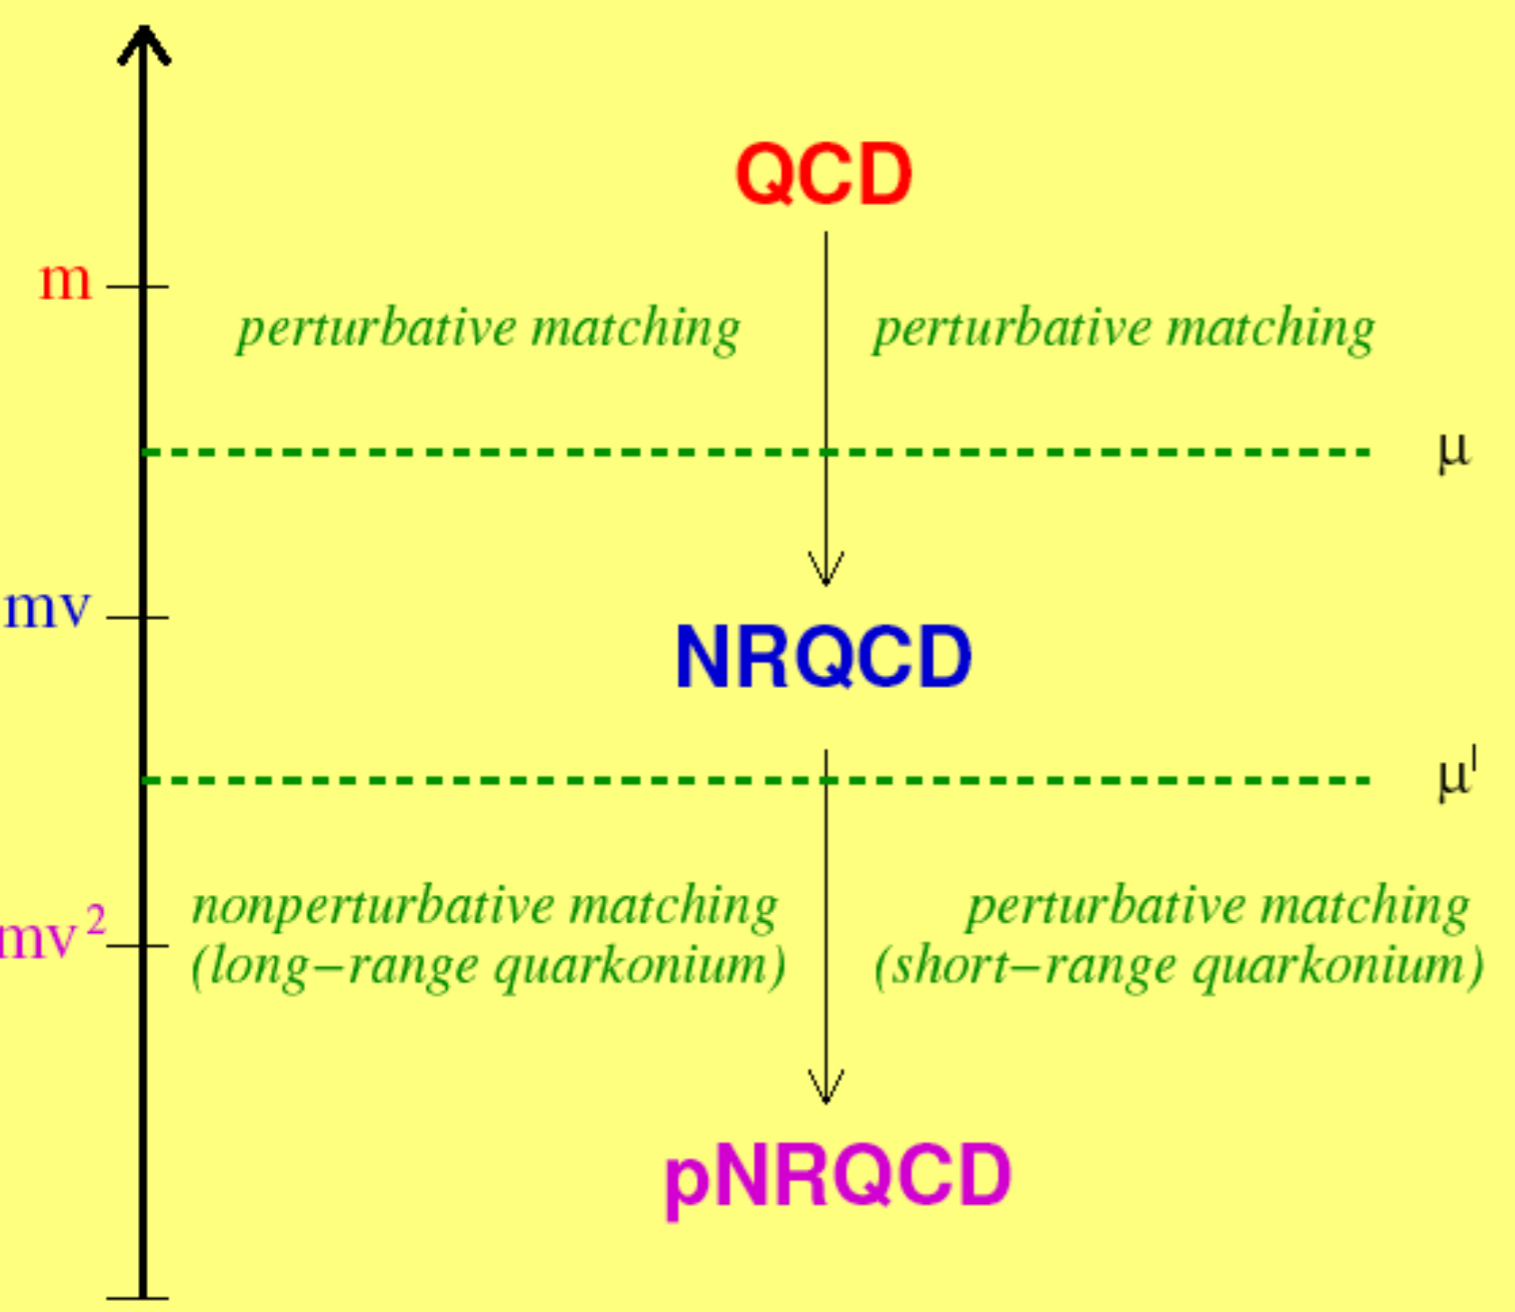 QCD
m
perturbative matching perturbative matching
μ
mv
NRQCD
μ'
nonperturbative matching perturbative matching
mv²
(long–range quarkonium) (short–range quarkonium)
pNRQCD